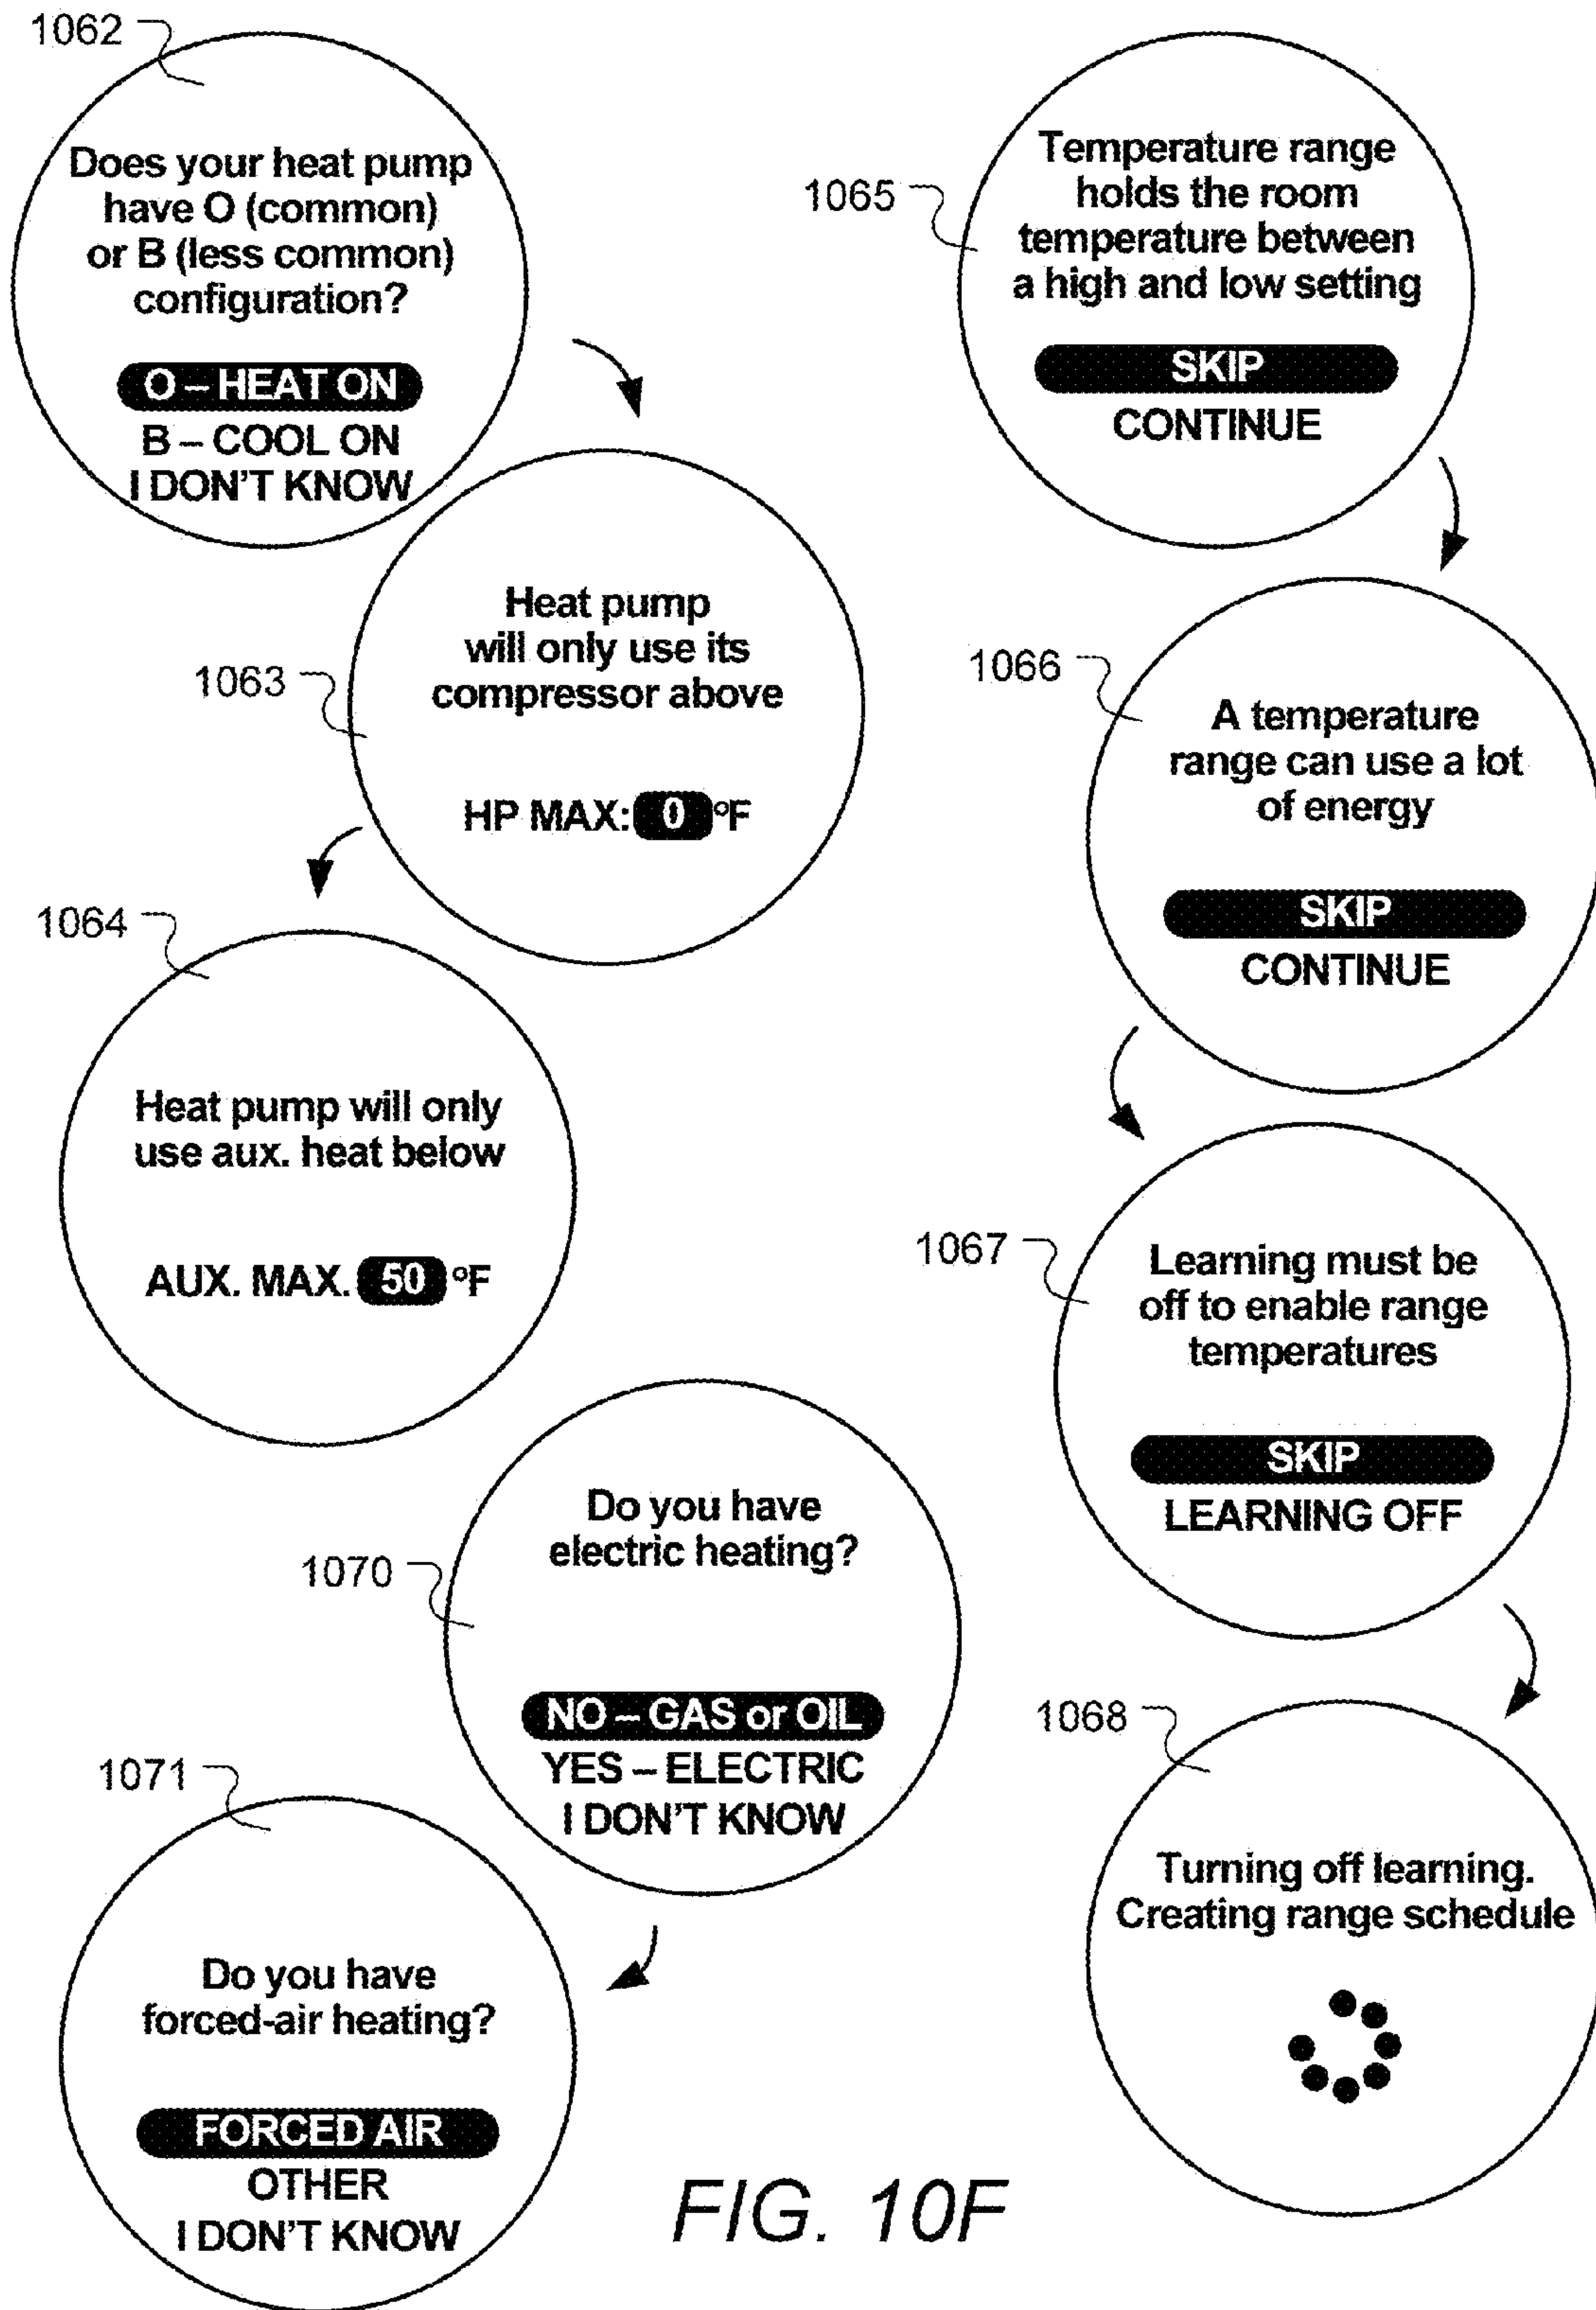 1062
Does your heat pump
have O (common)
or B (less common)
configuration?
O – HEAT ON
B – COOL ON
I DON'T KNOW
1063
Heat pump
will only use its
compressor above
HP MAX: 0 °F
1064
Heat pump will only
use aux. heat below
AUX. MAX. 50 °F
1070
Do you have
electric heating?
NO – GAS or OIL
YES – ELECTRIC
I DON'T KNOW
1071
Do you have
forced-air heating?
FORCED AIR
OTHER
I DON'T KNOW
1065
Temperature range
holds the room
temperature between
a high and low setting
SKIP
CONTINUE
1066
A temperature
range can use a lot
of energy
SKIP
CONTINUE
1067
Learning must be
off to enable range
temperatures
SKIP
LEARNING OFF
1068
Turning off learning.
Creating range schedule
FIG. 10F